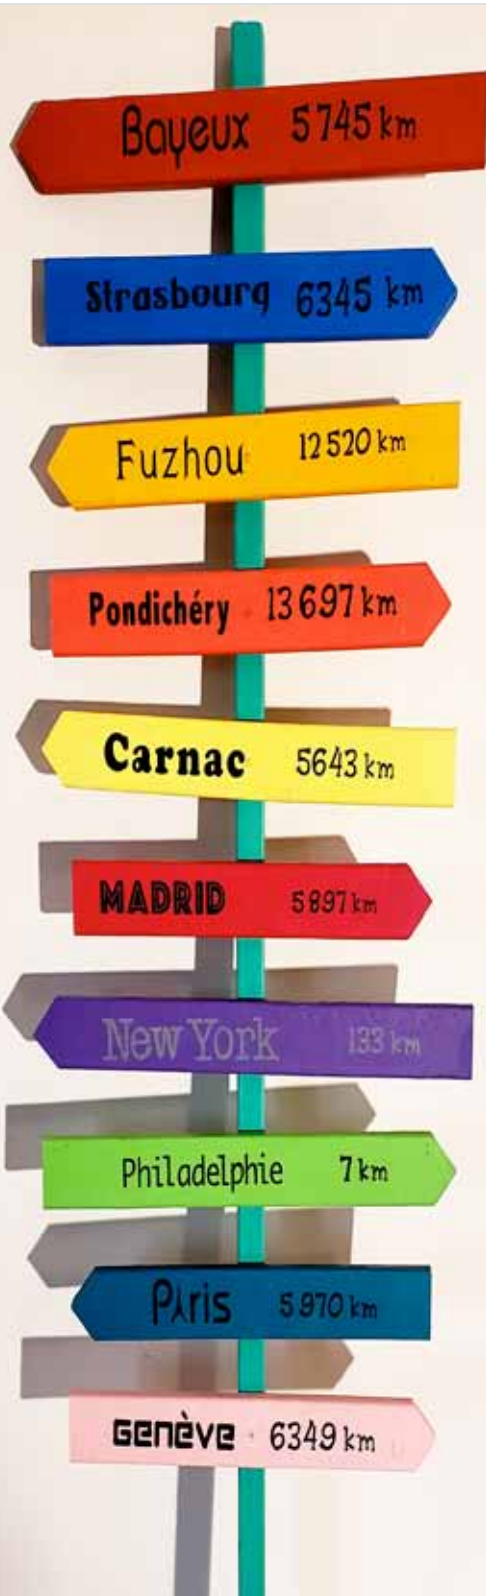 Bayeux 5745 km
Strasbourg 6345 km
Fuzhou 12520 km
Pondichéry 13697 km
Carnac 5643 km
MADRID 5897 km
New York 133 km
Philadelphie 7 km
Paris 5970 km
Genève 6349 km